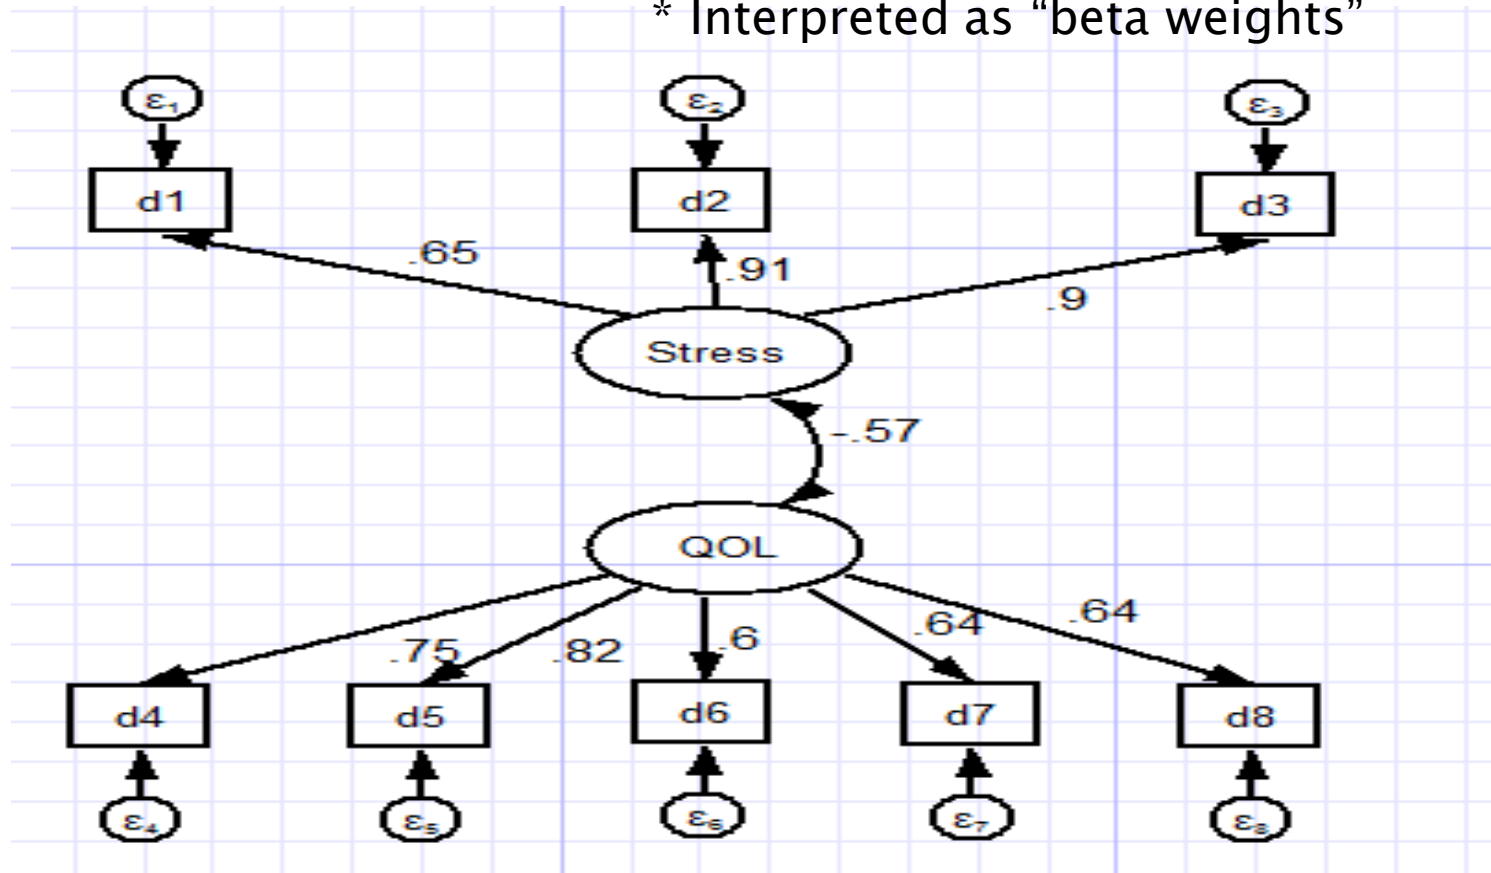 * Interpreted as “beta weights”
ε₁ ε₂ ε₃
d1 d2 d3
.65 .91 .9
Stress
-.57
QOL
.75 .82 .6 .64 .64
d4 d5 d6 d7 d8
ε₄ ε₅ ε₆ ε₇ ε₈